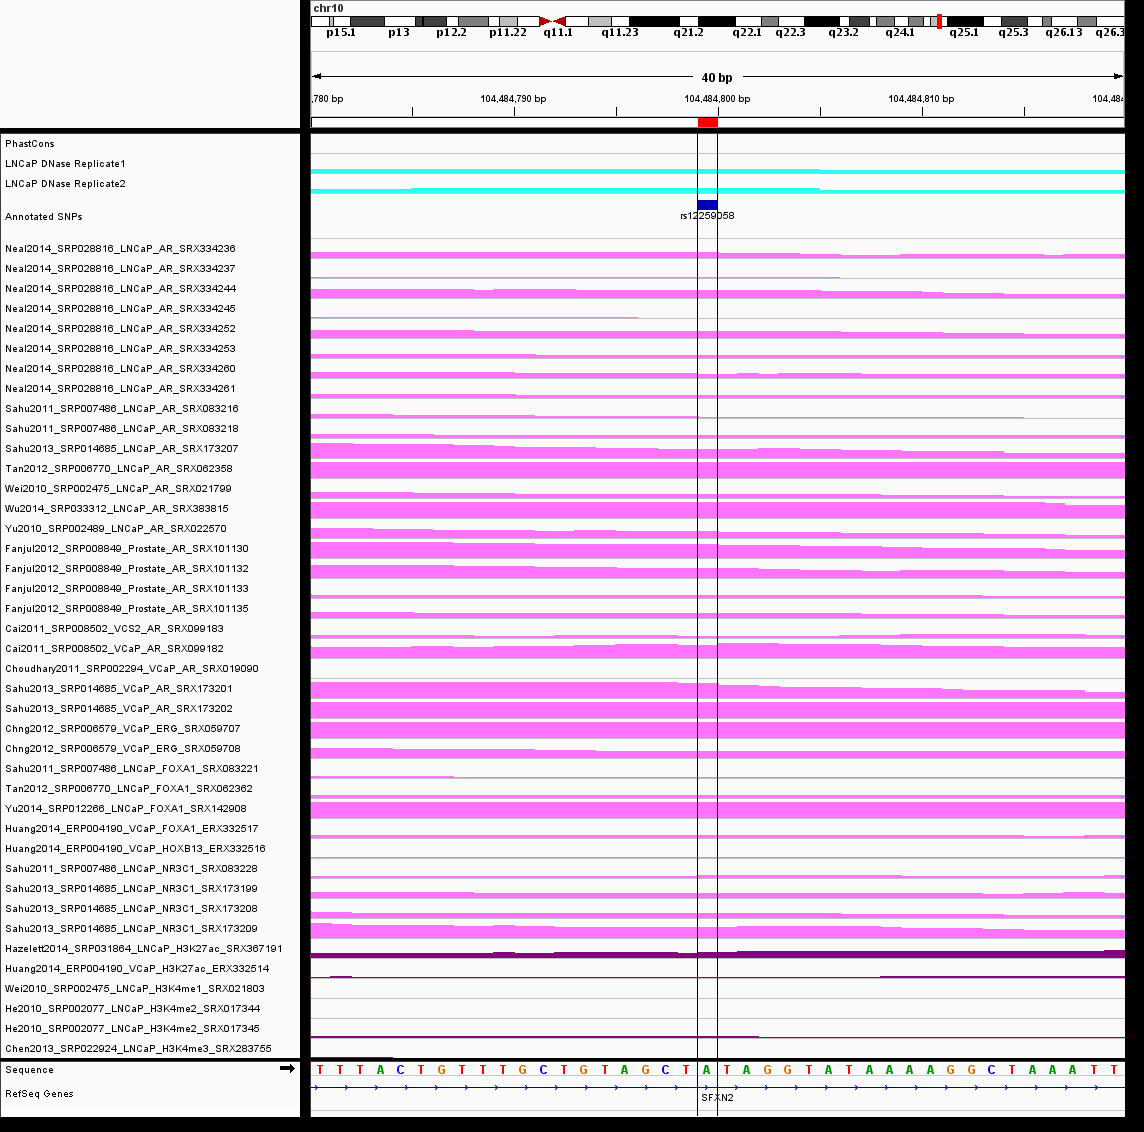 chr10
p15.1 p13 p12.2 p11.22 q11.1 q11.23 q21.2 q22.1 q22.3 q23.2 q24.1 q25.1 q25.3 q26.13 q26.3
40 bp
,780 bp 104,484,790 bp 104,484,800 bp 104,484,810 bp 104,484
PhastCons
LNCaP DNase Replicate1
LNCaP DNase Replicate2
Annotated SNPs
rs12259058
Neal2014_SRP028816_LNCaP_AR_SRX334236
Neal2014_SRP028816_LNCaP_AR_SRX334237
Neal2014_SRP028816_LNCaP_AR_SRX334244
Neal2014_SRP028816_LNCaP_AR_SRX334245
Neal2014_SRP028816_LNCaP_AR_SRX334252
Neal2014_SRP028816_LNCaP_AR_SRX334253
Neal2014_SRP028816_LNCaP_AR_SRX334260
Neal2014_SRP028816_LNCaP_AR_SRX334261
Sahu2011_SRP007486_LNCaP_AR_SRX083216
Sahu2011_SRP007486_LNCaP_AR_SRX083218
Sahu2013_SRP014685_LNCaP_AR_SRX173207
Tan2012_SRP006770_LNCaP_AR_SRX062358
Wei2010_SRP002475_LNCaP_AR_SRX021799
Wu2014_SRP033312_LNCaP_AR_SRX383815
Yu2010_SRP002489_LNCaP_AR_SRX022570
Fanjul2012_SRP008849_Prostate_AR_SRX101130
Fanjul2012_SRP008849_Prostate_AR_SRX101132
Fanjul2012_SRP008849_Prostate_AR_SRX101133
Fanjul2012_SRP008849_Prostate_AR_SRX101135
Cai2011_SRP008502_VCS2_AR_SRX099183
Cai2011_SRP008502_VCaP_AR_SRX099182
Choudhary2011_SRP002294_VCaP_AR_SRX019090
Sahu2013_SRP014685_VCaP_AR_SRX173201
Sahu2013_SRP014685_VCaP_AR_SRX173202
Chng2012_SRP006579_VCaP_ERG_SRX059707
Chng2012_SRP006579_VCaP_ERG_SRX059708
Sahu2011_SRP007486_LNCaP_FOXA1_SRX083221
Tan2012_SRP006770_LNCaP_FOXA1_SRX062362
Yu2014_SRP012266_LNCaP_FOXA1_SRX142908
Huang2014_ERP004190_VCaP_FOXA1_ERX332517
Huang2014_ERP004190_VCaP_HOXB13_ERX332516
Sahu2011_SRP007486_LNCaP_NR3C1_SRX083228
Sahu2013_SRP014685_LNCaP_NR3C1_SRX173199
Sahu2013_SRP014685_LNCaP_NR3C1_SRX173208
Sahu2013_SRP014685_LNCaP_NR3C1_SRX173209
Hazelett2014_SRP031864_LNCaP_H3K27ac_SRX367191
Huang2014_ERP004190_VCaP_H3K27ac_ERX332514
Wei2010_SRP002475_LNCaP_H3K4me1_SRX021803
He2010_SRP002077_LNCaP_H3K4me2_SRX017344
He2010_SRP002077_LNCaP_H3K4me2_SRX017345
Chen2013_SRP022924_LNCaP_H3K4me3_SRX283755
Sequence T T T A C T G T T T G C T G T A G C T A T A G G T A T A A A A G G C T A A A T T
RefSeq Genes
SFXN2